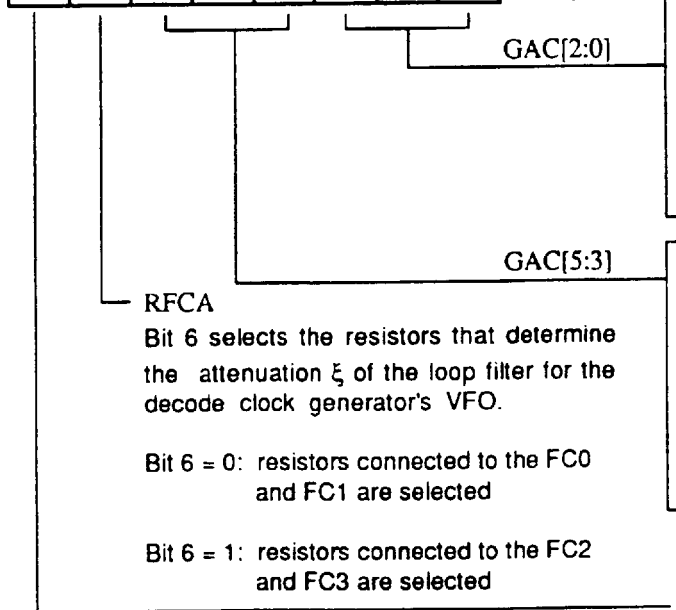 GAC[2:0]
GAC[5:3]
RFCA
Bit 6 selects the resistors that determine
the attenuation ξ of the loop filter for the
decode clock generator's VFO.
Bit 6 = 0: resistors connected to the FC0
and FC1 are selected
Bit 6 = 1: resistors connected to the FC2
and FC3 are selected